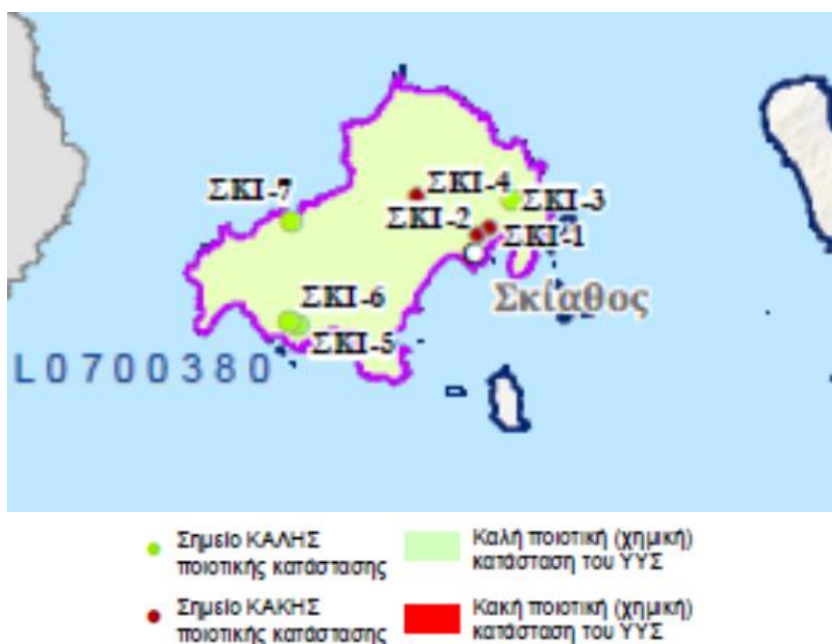 ΣΚΙ-4
ΣΚΙ-7
ΣΚΙ-3
ΣΚΙ-2
ΣΚΙ-1
Σκίαθος
ΣΚΙ-6
ΣΚΙ-5
L0700380
Σημείο ΚΑΛΗΣ
ποιοτικής κατάστασης
Καλή ποιοτική (χημική)
κατάσταση του ΥΥΣ
Σημείο ΚΑΚΗΣ
ποιοτικής κατάστασης
Κακή ποιοτική (χημική)
κατάσταση του ΥΥΣ